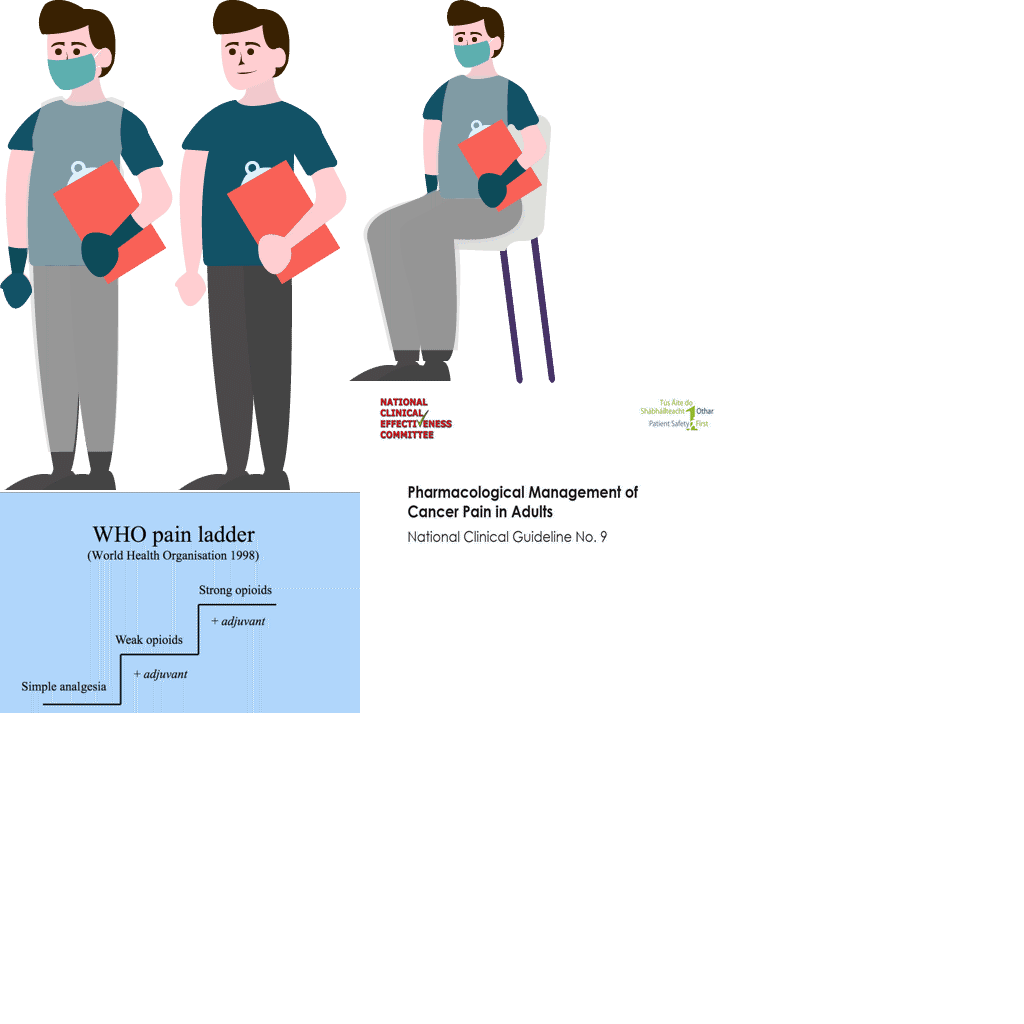 NATIONAL
CLINICAL
EFFECTIVENESS
COMMITTEE
Tús Áite do
Shábháilteacht Othar
Patient Safety First
Pharmacological Management of
Cancer Pain in Adults
National Clinical Guideline No. 9
WHO pain ladder
(World Health Organisation 1998)
Strong opioids
+ adjuvant
Weak opioids
+ adjuvant
Simple analgesia